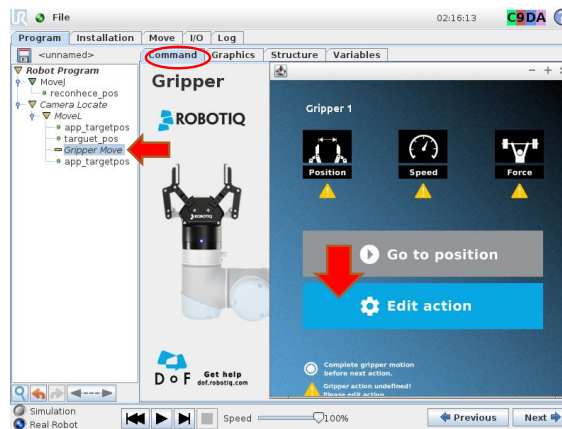 File
02:16:13
C9DA
Program Installation Move I/O Log
<unnamed>
Command Graphics Structure Variables
Robot Program
MoveJ
reconhece_pos
Camera Locate
MoveL
app_targetpos
targuet_pos
Gripper Move
app_targetpos
Gripper
ROBOTIQ
DoF
Get help
dof.robotiq.com
Gripper 1
Position Speed Force
Go to position
Edit action
Complete gripper motion
before next action.
Gripper action undefined!
Please edit action.
Simulation
Real Robot
Speed 100%
Previous Next